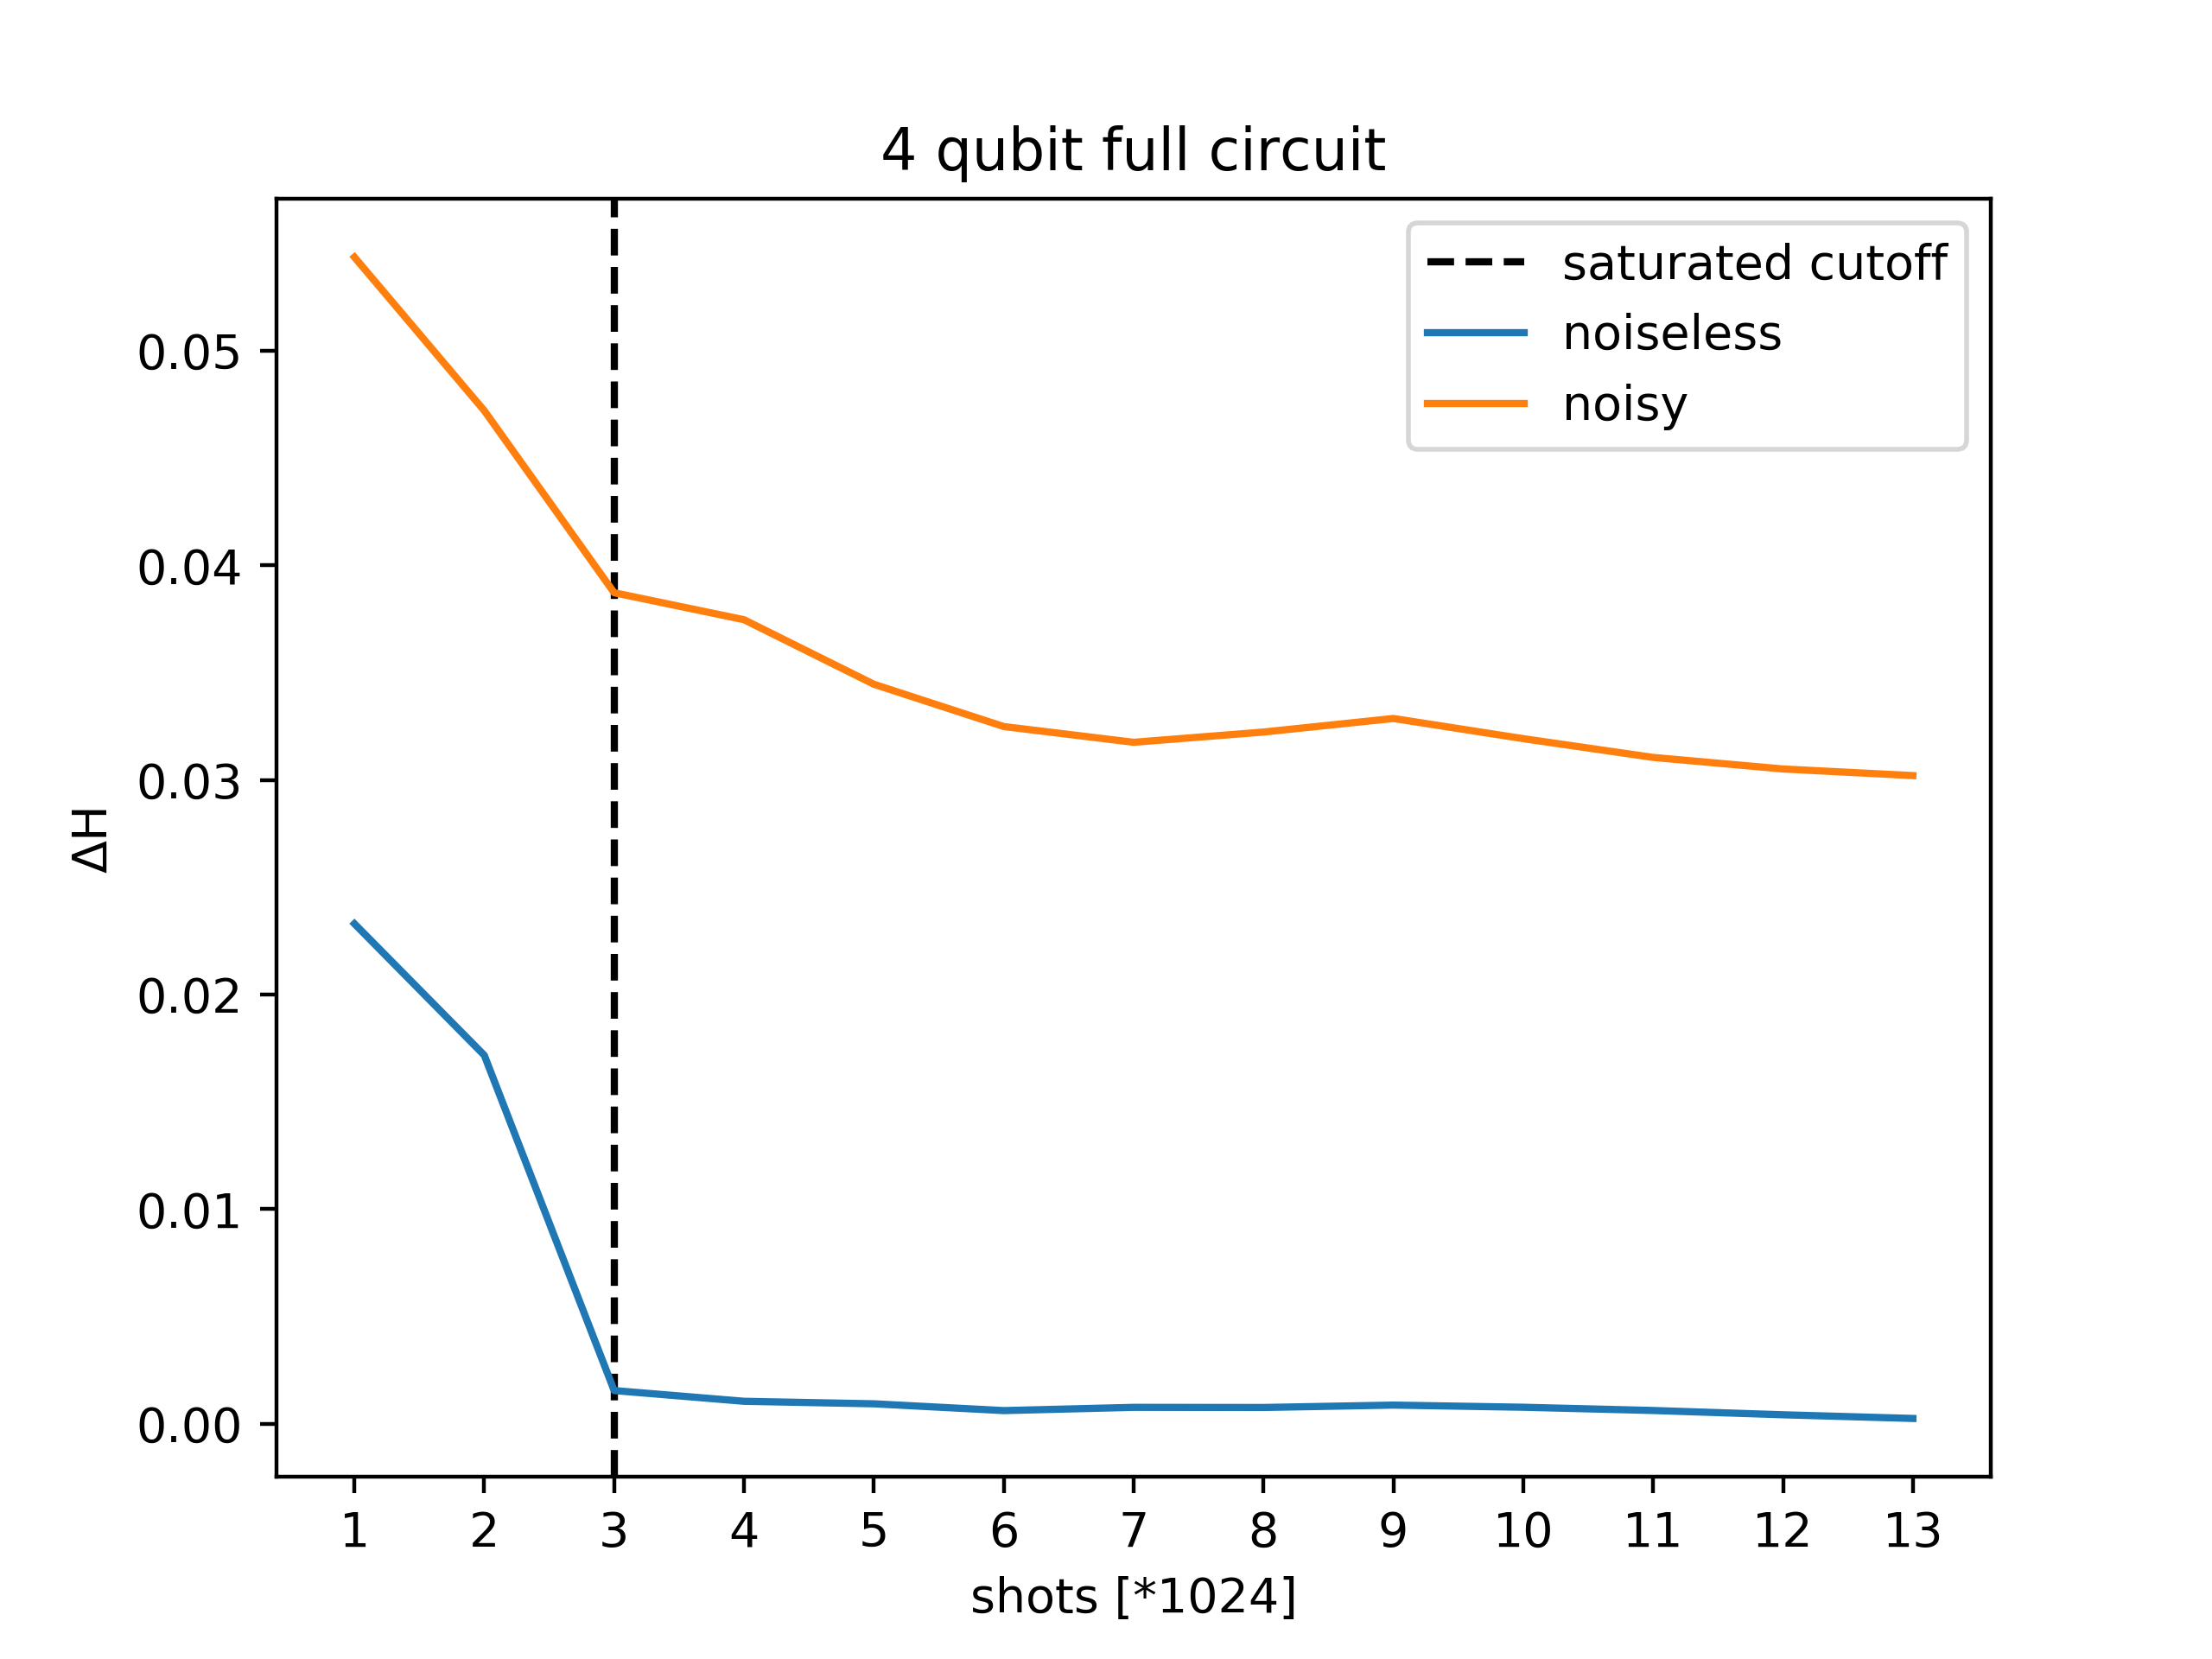 4 qubit full circuit
saturated cutoff
noiseless
noisy
0.05
0.04
0.03
0.02
0.01
0.00
ΔH
1 2 3 4 5 6 7 8 9 10 11 12 13
shots [*1024]